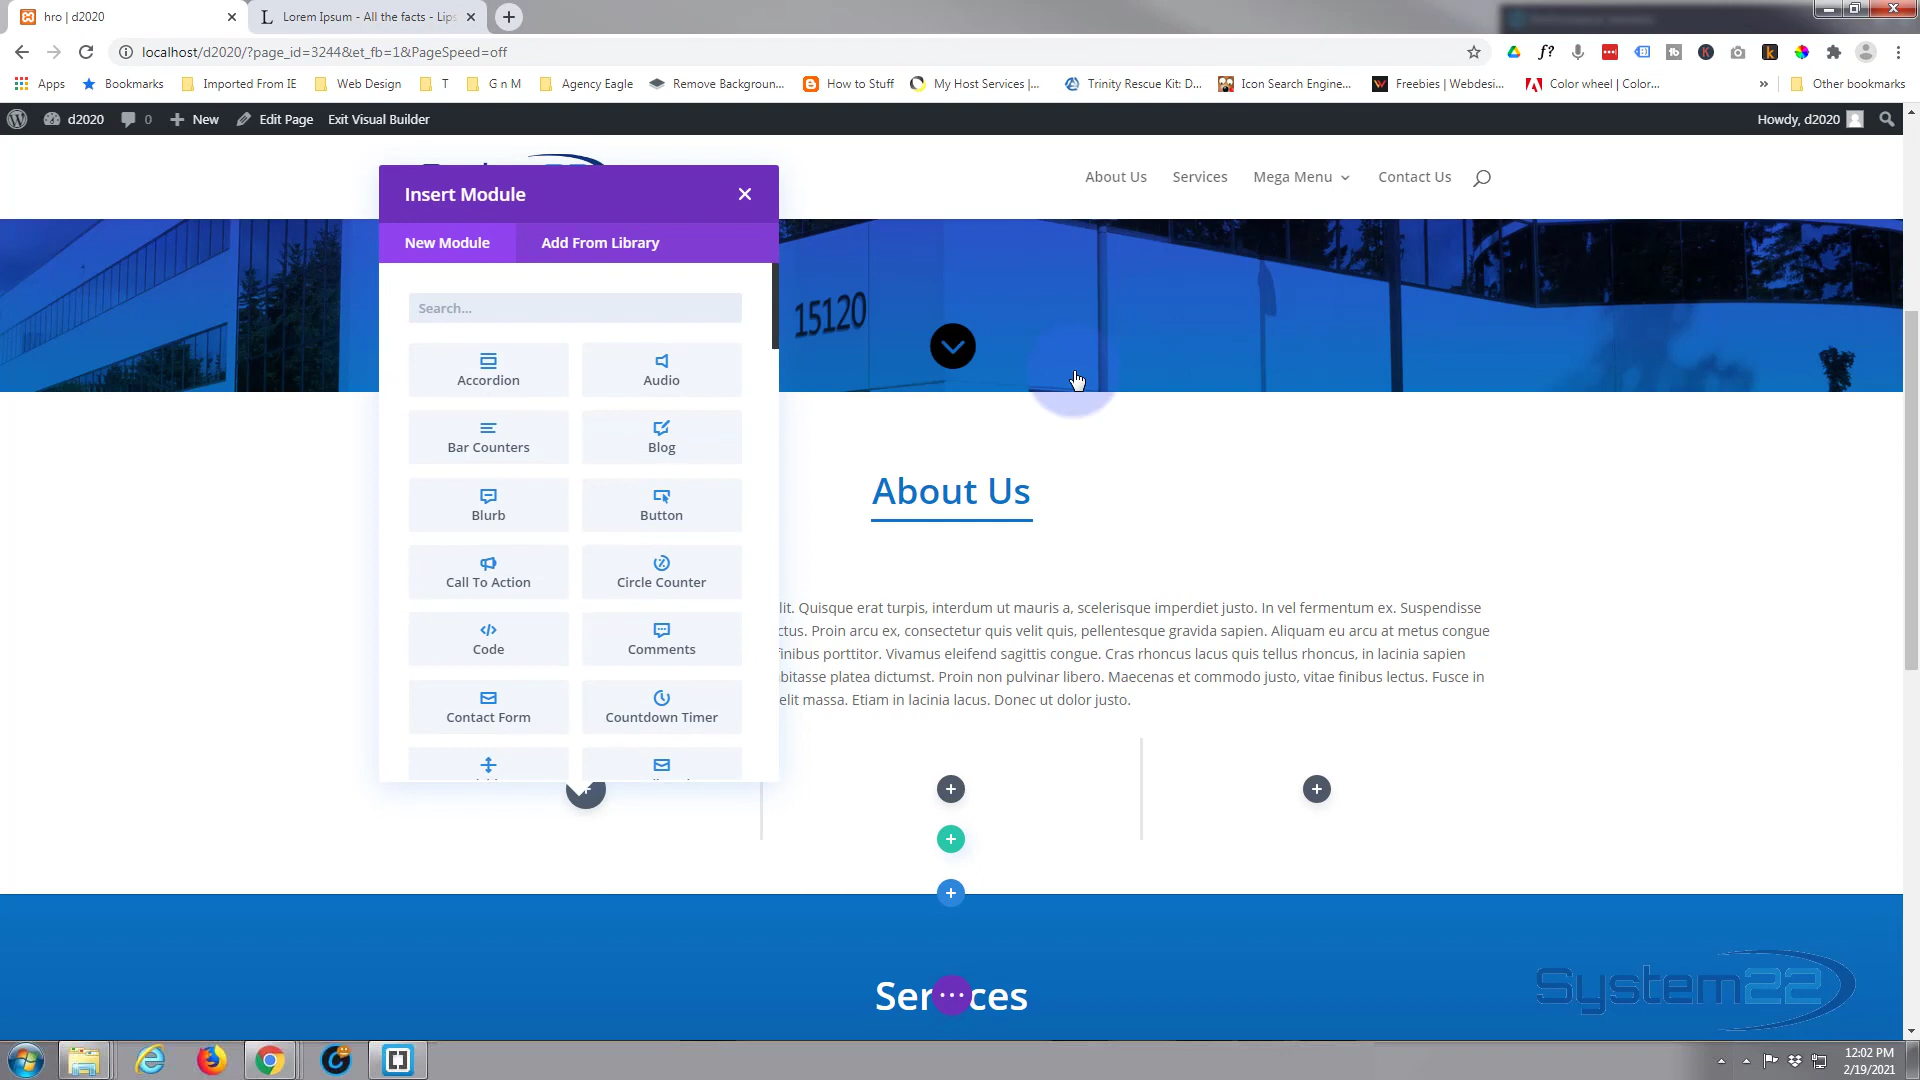 hro | d2020
Lorem Ipsum - All the facts - Lips
localhost/d2020/?page_id=3244&et_fb=1&PageSpeed=off
Apps
Bookmarks
Imported From IE
Web Design
T
G n M
Agency Eagle
Remove Backgroun...
How to Stuff
My Host Services |...
Trinity Rescue Kit: D...
Icon Search Engine...
Freebies | Webdesi...
Color wheel | Color...
»
Other bookmarks
d2020
0
New
Edit Page
Exit Visual Builder
Howdy, d2020
About Us
Services
Mega Menu
Contact Us
Insert Module
New Module
Add From Library
Search...
Accordion
Audio
Bar Counters
Blog
Blurb
Button
Call To Action
Circle Counter
Code
Comments
Contact Form
Countdown Timer
15120
About Us
lit. Quisque erat turpis, interdum ut mauris a, scelerisque imperdiet justo. In vel fermentum ex. Suspendisse
ctus. Proin arcu ex, consectetur quis velit quis, pellentesque gravida sapien. Aliquam eu arcu at metus congue
finibus porttitor. Vivamus eleifend sagittis congue. Cras rhoncus lacus quis tellus rhoncus, in lacinia sapien
bitasse platea dictumst. Proin non pulvinar libero. Maecenas et commodo justo, vitae finibus lectus. Fusce in
elit massa. Etiam in lacinia lacus. Donec ut dolor justo.
Ser ces
System22
12:02 PM
2/19/2021